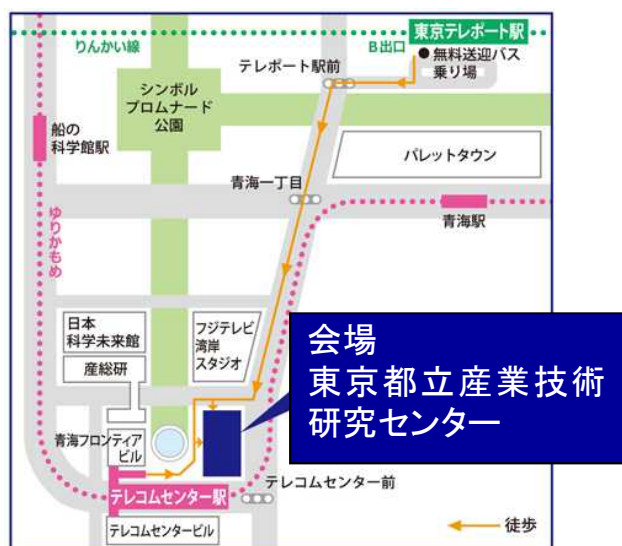 東京テレポート駅
りんかい線
B出口
● 無料送迎バス
乗り場
テレポート駅前
シンボル
プロムナード
公園
船の
科学館駅
パレットタウン
青海一丁目
青海駅
ゆりかもめ
日本
科学未来館
フジテレビ
湾岸
スタジオ
産総研
会場
東京都立産業技術
研究センター
青海フロンティア
ビル
テレコムセンター駅
テレコムセンター前
テレコムセンタービル
徒歩